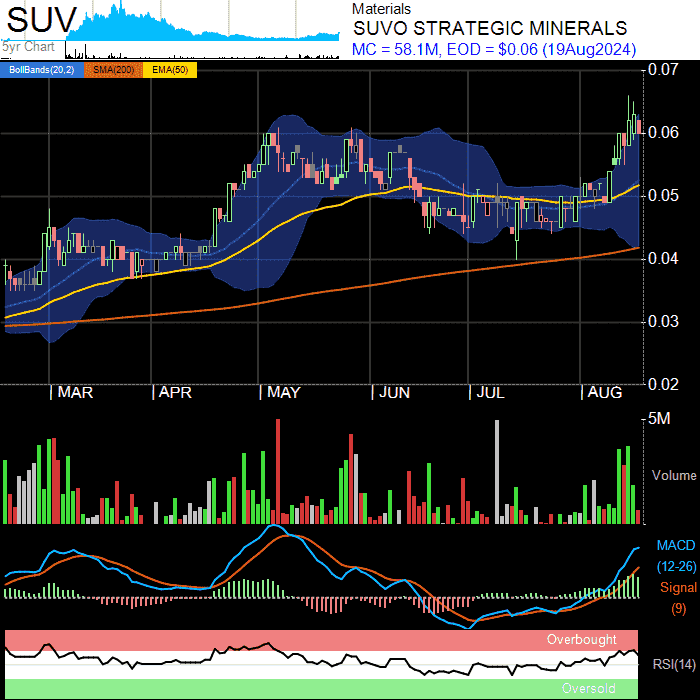 SUV
5yr Chart
Materials
SUVO STRATEGIC MINERALS
MC = 58.1M, EOD = $0.06 (19Aug2024)
BollBands(20,2) SMA(200) EMA(50)
0.07
0.06
0.05
0.04
0.03
0.02
MAR APR MAY JUN JUL AUG
5M
Volume
MACD
(12-26)
Signal
(9)
Overbought
RSI(14)
Oversold